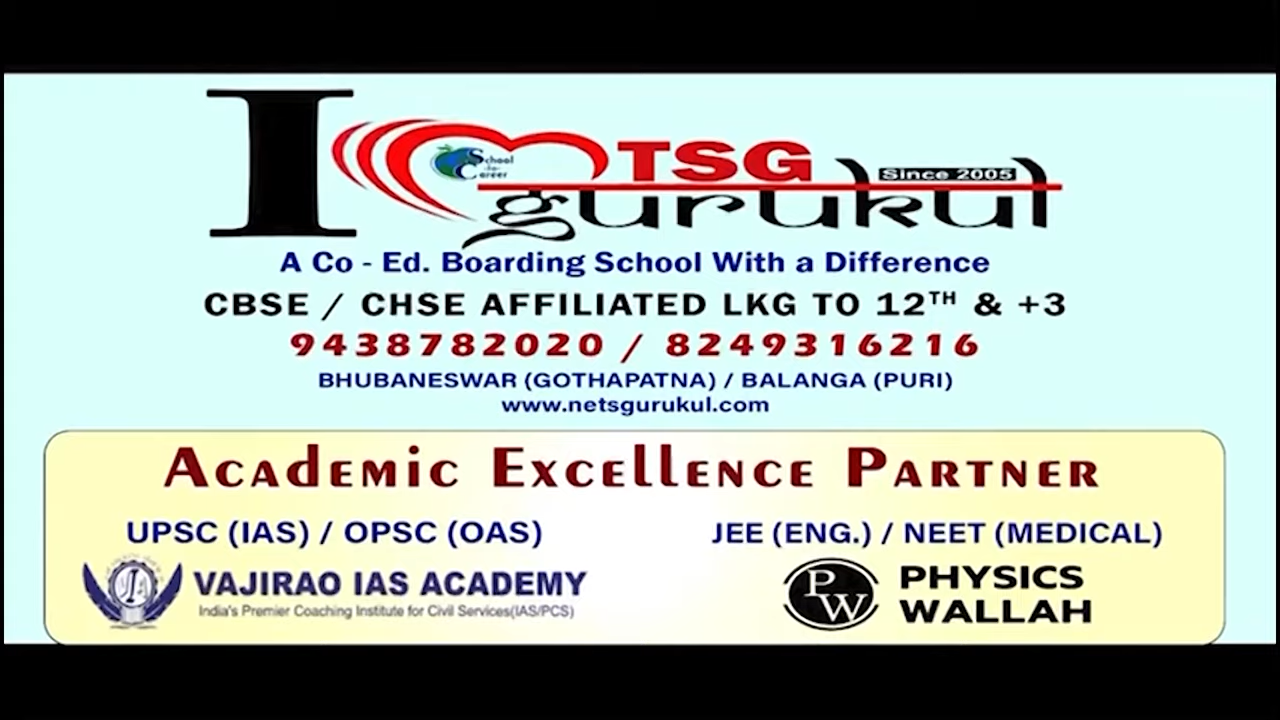 I TSG
School
-to-
Career
gurukul Since 2005
A Co - Ed. Boarding School With a Difference
CBSE / CHSE AFFILIATED LKG TO 12TH & +3
9438782020 / 8249316216
BHUBANESWAR (GOTHAPATNA) / BALANGA (PURI)
www.netsgurukul.com
ACADEMIC EXCELLENCE PARTNER
UPSC (IAS) / OPSC (OAS)
VAJIRAO IAS ACADEMY
India's Premier Coaching Institute for Civil Services(IAS/PCS)
JEE (ENG.) / NEET (MEDICAL)
PW
PHYSICS
WALLAH